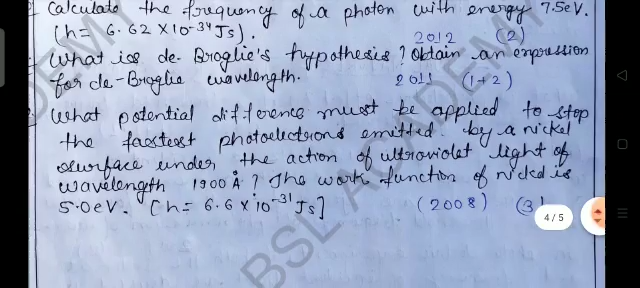 Calculate the frequency of a photon with energy 7.5eV.
(h = 6.62 X 10⁻³⁴ Js).
2012 (2)
What is de-Broglie's hypothesis? Obtain an expression
for de-Broglie wavelength.
2011 (1+2)
What potential difference must be applied to stop
the fastest photoelectrons emitted. by a nickel
surface under the action of ultraviolet light of
wavelength 1900 Å? The work function of nickel is
5.0eV. [h = 6.6 X 10⁻³¹ Js]
(2008) (3)
4/5
BSL ACADEMY